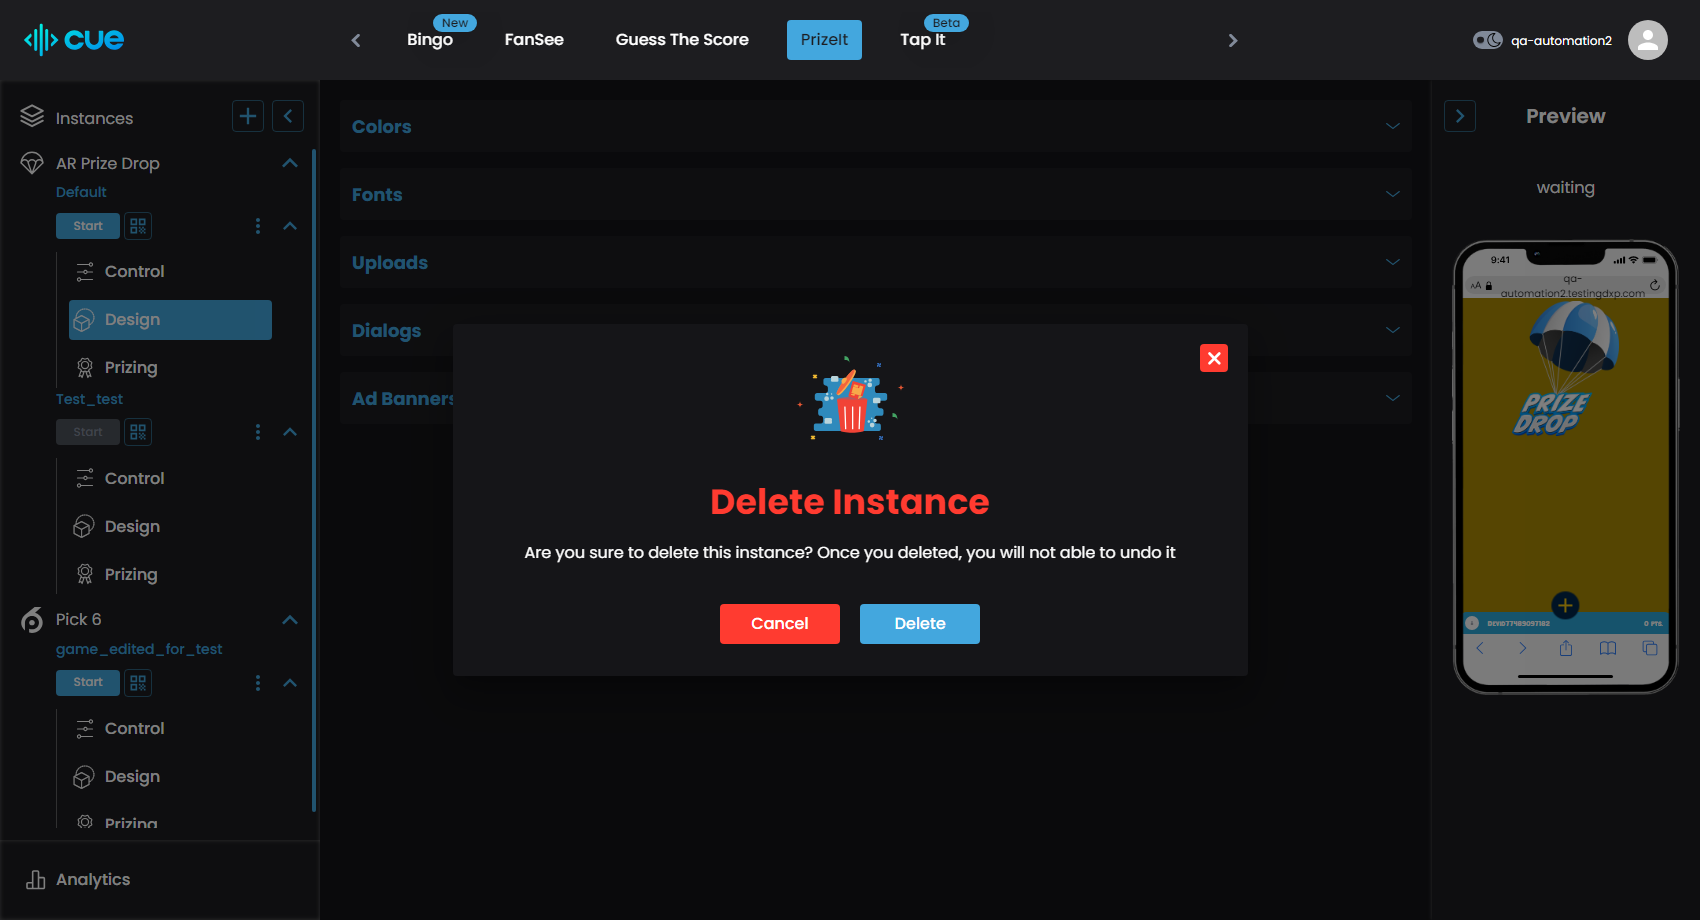 cue
New
Bingo
FanSee
Guess The Score
PrizeIt
Beta
Tap It
qa-automation2
Instances
AR Prize Drop
Default
Start
Control
Design
Prizing
Test_test
Start
Control
Design
Prizing
Pick 6
game_edited_for_test
Start
Control
Design
Prizing
Analytics
Colors
Fonts
Uploads
Dialogs
Ad Banners
Delete Instance
Are you sure to delete this instance? Once you deleted, you will not able to undo it
Cancel
Delete
Preview
waiting
9:41
AA
qa-
automation2.testingdxp.com
PRIZE
DROP
0 PTS.